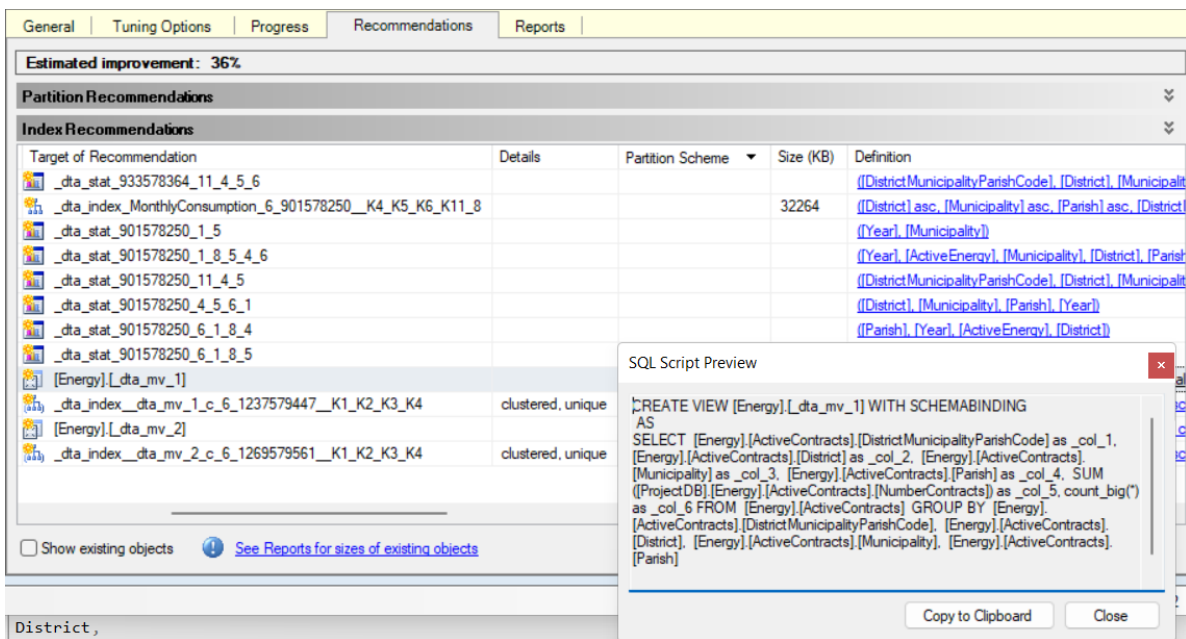 General Tuning Options Progress Recommendations Reports
Estimated improvement: 36%
Partition Recommendations
Index Recommendations
Target of Recommendation Details Partition Scheme Size (KB) Definition
_dta_stat_933578364_11_4_5_6 ([DistrictMunicipalityParishCode], [District], [Municipalit
_dta_index_MonthlyConsumption_6_901578250__K4_K5_K6_K11_8 32264 ([District] asc, [Municipality] asc, [Parish] asc, [District
_dta_stat_901578250_1_5 ([Year], [Municipality])
_dta_stat_901578250_1_8_5_4_6 ([Year], [ActiveEnergy], [Municipality], [District], [Parish
_dta_stat_901578250_11_4_5 ([DistrictMunicipalityParishCode], [District], [Municipalit
_dta_stat_901578250_4_5_6_1 ([District], [Municipality], [Parish], [Year])
_dta_stat_901578250_6_1_8_4 ([Parish], [Year], [ActiveEnergy], [District])
_dta_stat_901578250_6_1_8_5
[Energy].[_dta_mv_1]
_dta_index__dta_mv_1_c_6_1237579447__K1_K2_K3_K4 clustered, unique
[Energy].[_dta_mv_2]
_dta_index__dta_mv_2_c_6_1269579561__K1_K2_K3_K4 clustered, unique
Show existing objects See Reports for sizes of existing objects
SQL Script Preview
CREATE VIEW [Energy].[_dta_mv_1] WITH SCHEMABINDING
AS
SELECT [Energy].[ActiveContracts].[DistrictMunicipalityParishCode] as _col_1,
[Energy].[ActiveContracts].[District] as _col_2, [Energy].[ActiveContracts].
[Municipality] as _col_3, [Energy].[ActiveContracts].[Parish] as _col_4, SUM
([ProjectDB].[Energy].[ActiveContracts].[NumberContracts]) as _col_5, count_big(*)
as _col_6 FROM [Energy].[ActiveContracts] GROUP BY [Energy].
[ActiveContracts].[DistrictMunicipalityParishCode], [Energy].[ActiveContracts].
[District], [Energy].[ActiveContracts].[Municipality], [Energy].[ActiveContracts].
[Parish]
Copy to Clipboard Close
District,